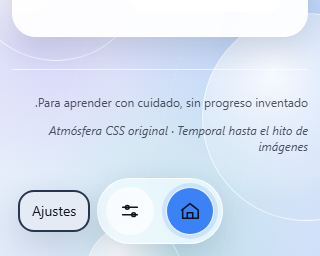 .Para aprender con cuidado, sin progreso inventado
Atmósfera CSS original · Temporal hasta el hito de
imágenes
Ajustes